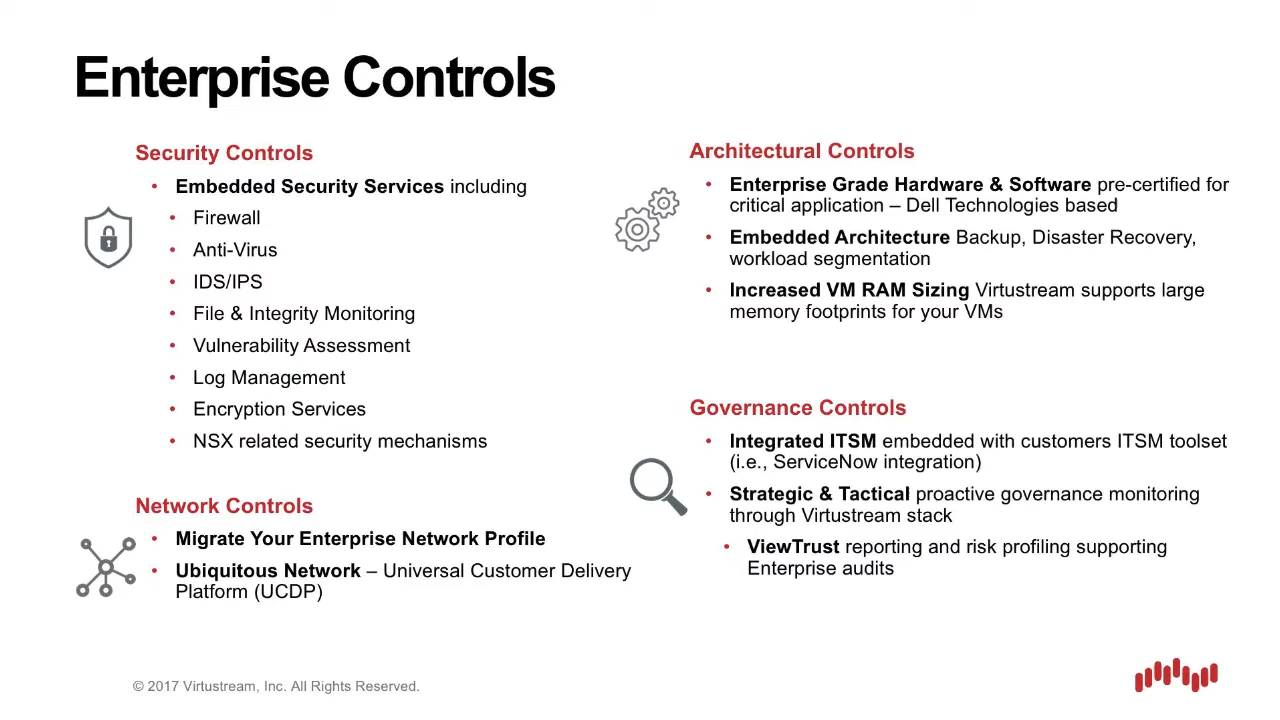 Enterprise Controls
Security Controls
• Embedded Security Services including
• Firewall
• Anti-Virus
• IDS/IPS
• File & Integrity Monitoring
• Vulnerability Assessment
• Log Management
• Encryption Services
• NSX related security mechanisms
Network Controls
• Migrate Your Enterprise Network Profile
• Ubiquitous Network – Universal Customer Delivery
Platform (UCDP)
Architectural Controls
• Enterprise Grade Hardware & Software pre-certified for
critical application – Dell Technologies based
• Embedded Architecture Backup, Disaster Recovery,
workload segmentation
• Increased VM RAM Sizing Virtustream supports large
memory footprints for your VMs
Governance Controls
• Integrated ITSM embedded with customers ITSM toolset
(i.e., ServiceNow integration)
• Strategic & Tactical proactive governance monitoring
through Virtustream stack
• ViewTrust reporting and risk profiling supporting
Enterprise audits
© 2017 Virtustream, Inc. All Rights Reserved.